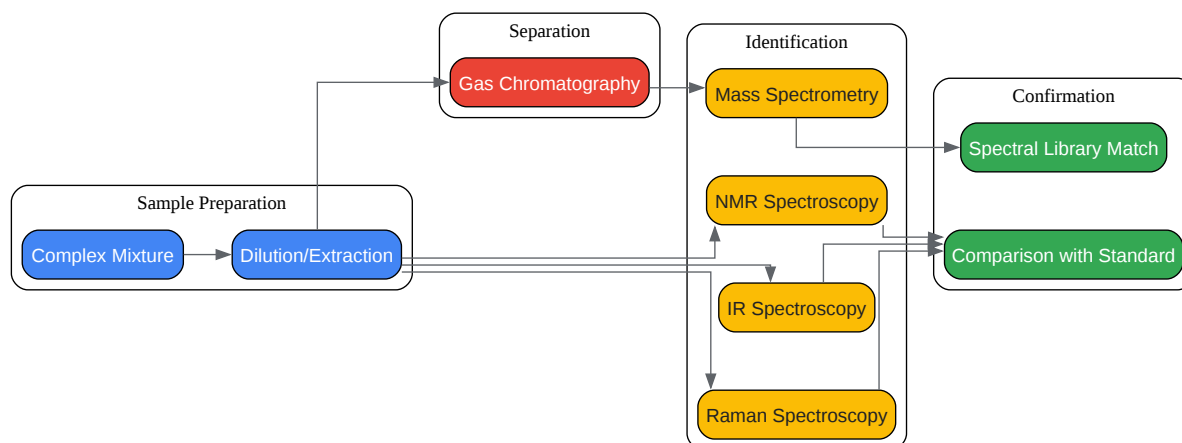 Sample Preparation
Complex Mixture
Dilution/Extraction
Separation
Gas Chromatography
Identification
Mass Spectrometry
NMR Spectroscopy
IR Spectroscopy
Raman Spectroscopy
Confirmation
Spectral Library Match
Comparison with Standard